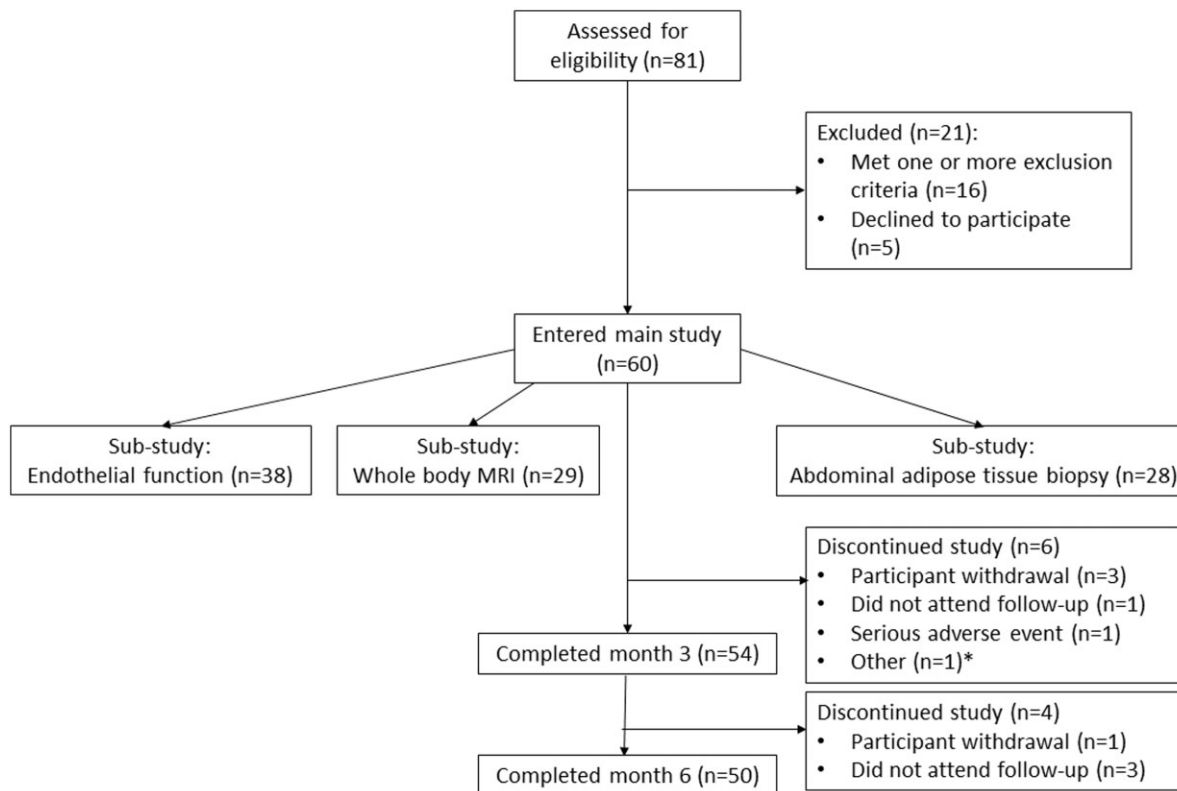 Assessed for
eligibility (n=81)
Excluded (n=21):
• Met one or more exclusion
criteria (n=16)
• Declined to participate
(n=5)
Entered main study
(n=60)
Sub-study:
Endothelial function (n=38)
Sub-study:
Whole body MRI (n=29)
Sub-study:
Abdominal adipose tissue biopsy (n=28)
Discontinued study (n=6)
• Participant withdrawal (n=3)
• Did not attend follow-up (n=1)
• Serious adverse event (n=1)
• Other (n=1)*
Completed month 3 (n=54)
Discontinued study (n=4)
• Participant withdrawal (n=1)
• Did not attend follow-up (n=3)
Completed month 6 (n=50)